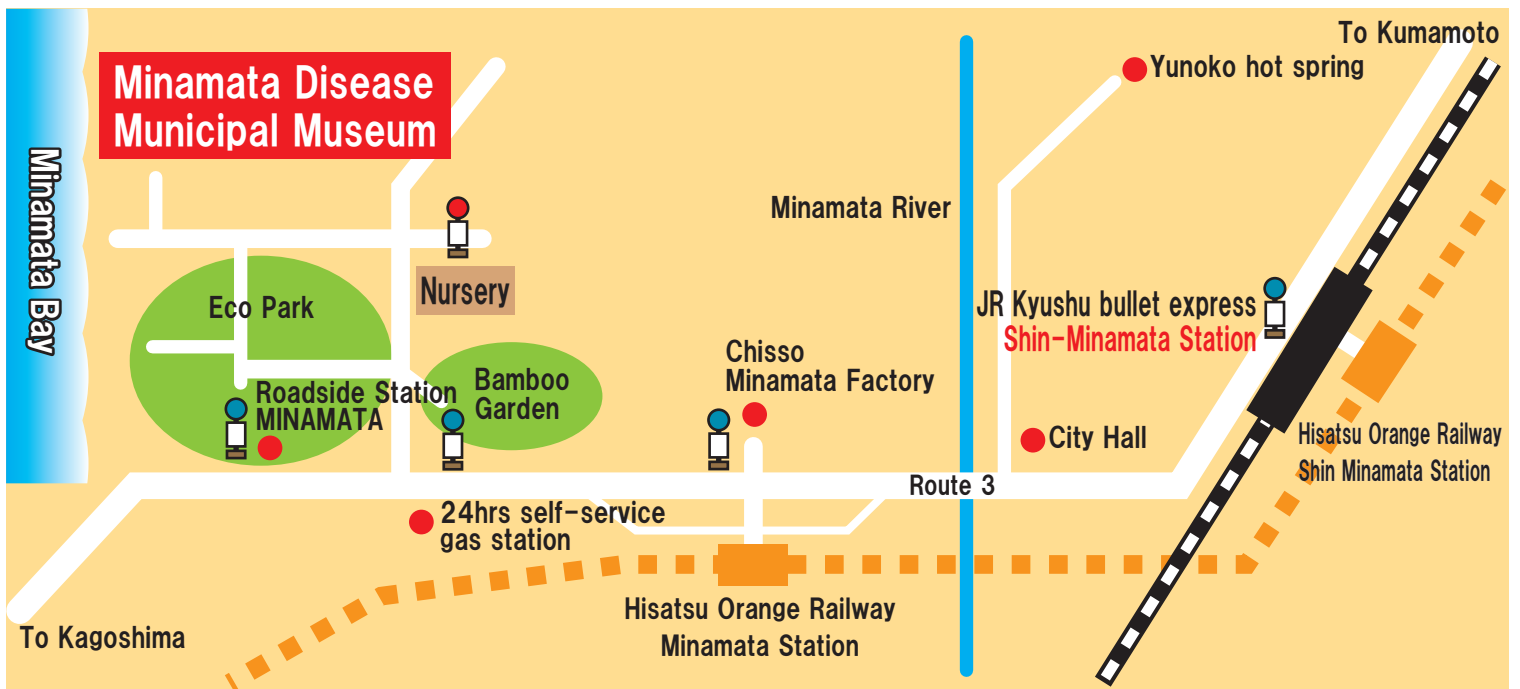 To Kumamoto
Minamata Disease
Municipal Museum
Yunoko hot spring
Minamata Bay
Minamata River
Nursery
Eco Park
JR Kyushu bullet express
Shin-Minamata Station
Chisso
Minamata Factory
Bamboo
Garden
Roadside Station
MINAMATA
City Hall
Hisatsu Orange Railway
Shin Minamata Station
Route 3
24hrs self-service
gas station
Hisatsu Orange Railway
Minamata Station
To Kagoshima